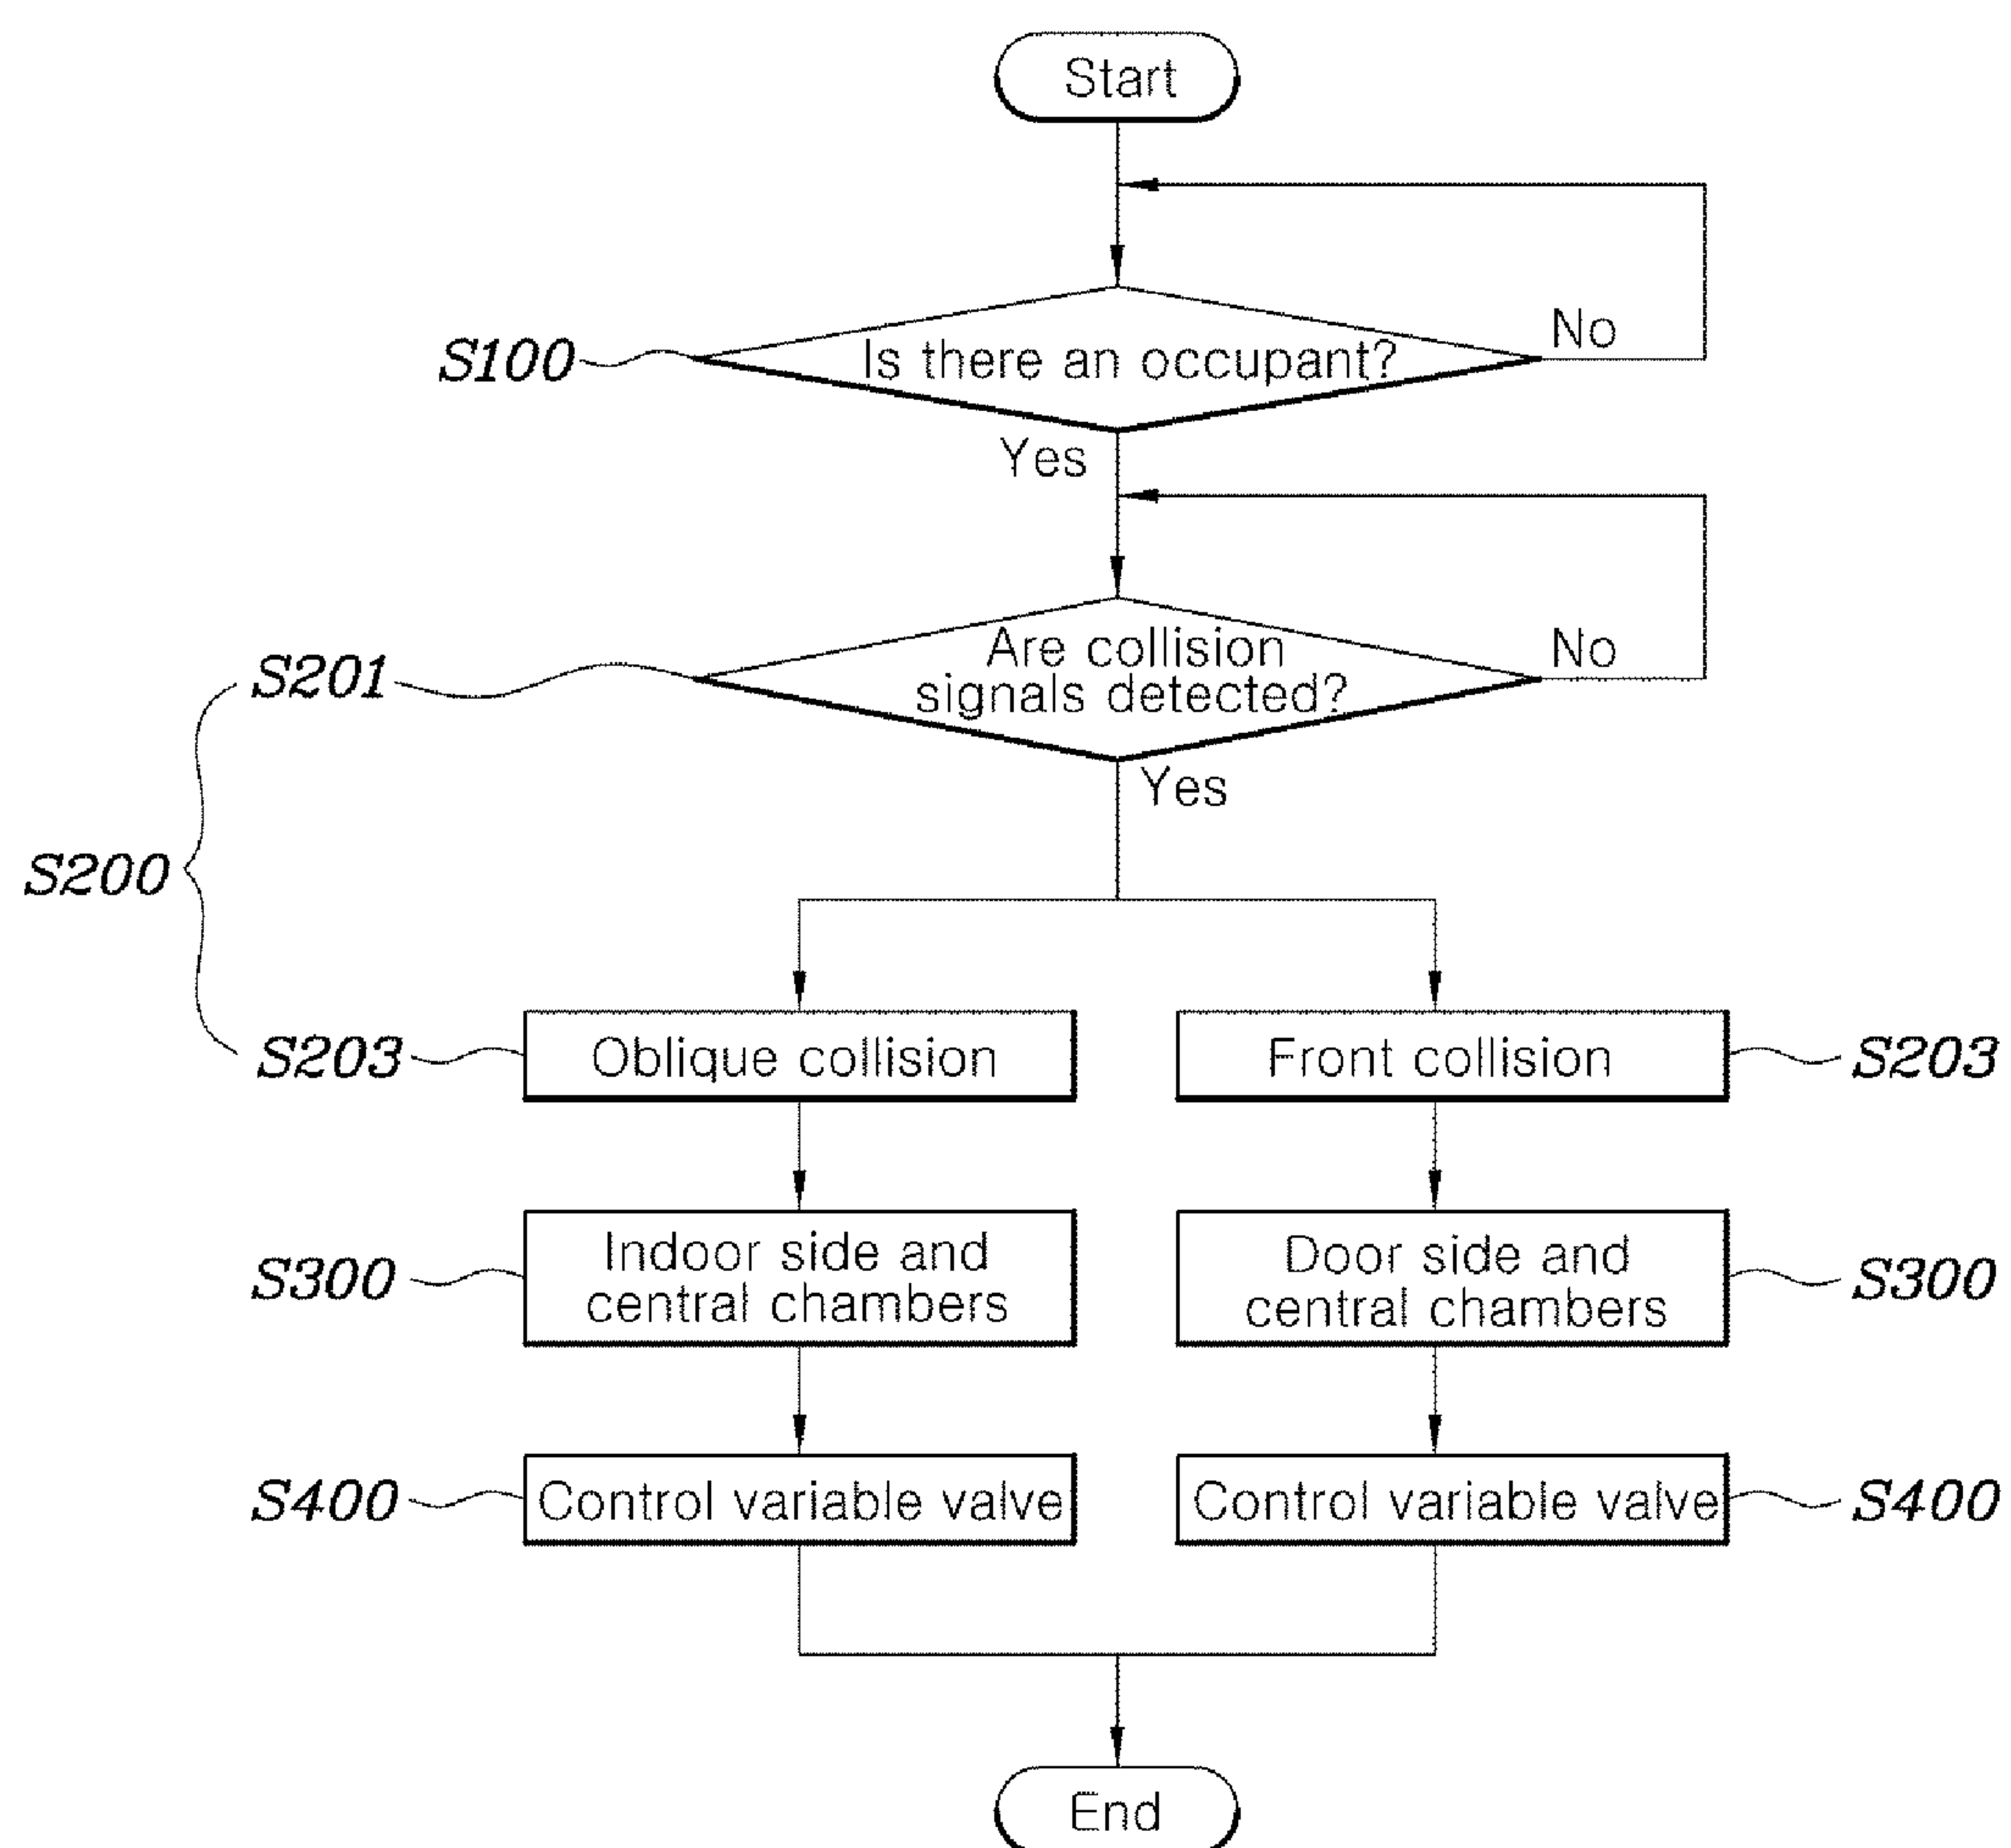 Start
No
S100
Is there an occupant?
Yes
No
S201
Are collision
signals detected?
Yes
S200
S203
Oblique collision
Front collision
S203
S300
Indoor side and
central chambers
Door side and
central chambers
S300
S400
Control variable valve
Control variable valve
S400
End